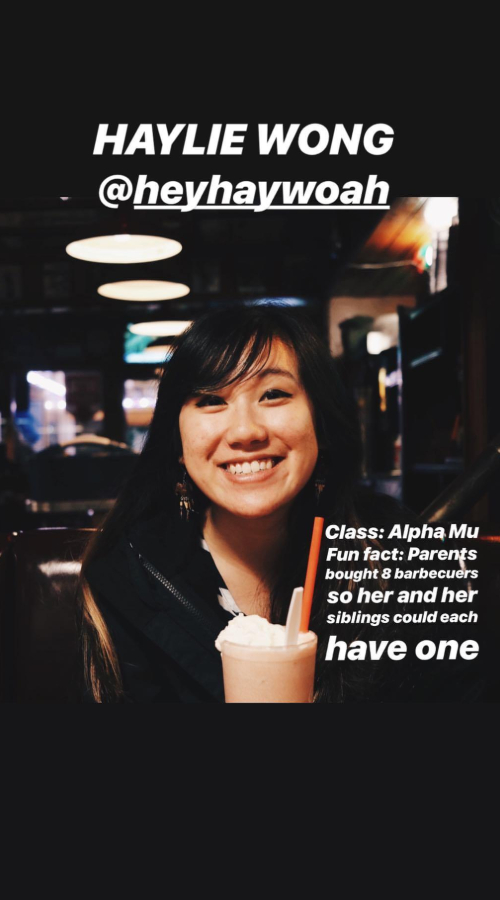 HAYLIE WONG
@heyhaywoah
Class: Alpha Mu
Fun fact: Parents
bought 8 barbecuers
so her and her
siblings could each
have one